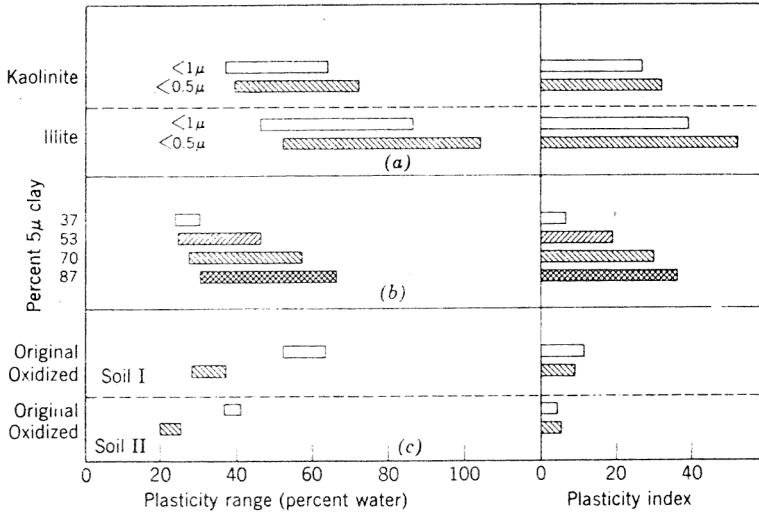 Kaolinite
<1μ
<0.5μ
Illite
<1μ
<0.5μ
(a)
Percent 5μ clay
37
53
70
87
(b)
Original
Oxidized
Soil I
Original
Oxidized
Soil II
(c)
0 20 40 60 80 100
0 20 40
Plasticity range (percent water)
Plasticity index